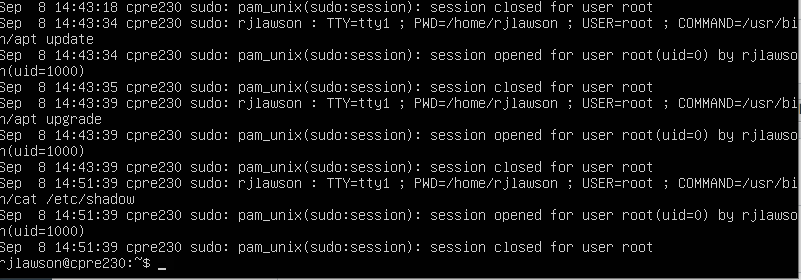 Sep  8 14:43:18 cpre230 sudo: pam_unix(sudo:session): session closed for user root
Sep  8 14:43:34 cpre230 sudo: rjlawson : TTY=tty1 ; PWD=/home/rjlawson ; USER=root ; COMMAND=/usr/bi
n/apt update
Sep  8 14:43:34 cpre230 sudo: pam_unix(sudo:session): session opened for user root(uid=0) by rjlawso
n(uid=1000)
Sep  8 14:43:35 cpre230 sudo: pam_unix(sudo:session): session closed for user root
Sep  8 14:43:39 cpre230 sudo: rjlawson : TTY=tty1 ; PWD=/home/rjlawson ; USER=root ; COMMAND=/usr/bi
n/apt upgrade
Sep  8 14:43:39 cpre230 sudo: pam_unix(sudo:session): session opened for user root(uid=0) by rjlawso
n(uid=1000)
Sep  8 14:43:39 cpre230 sudo: pam_unix(sudo:session): session closed for user root
Sep  8 14:51:39 cpre230 sudo: rjlawson : TTY=tty1 ; PWD=/home/rjlawson ; USER=root ; COMMAND=/usr/bi
n/cat /etc/shadow
Sep  8 14:51:39 cpre230 sudo: pam_unix(sudo:session): session opened for user root(uid=0) by rjlawso
n(uid=1000)
Sep  8 14:51:39 cpre230 sudo: pam_unix(sudo:session): session closed for user root
rjlawson@cpre230:~$ _